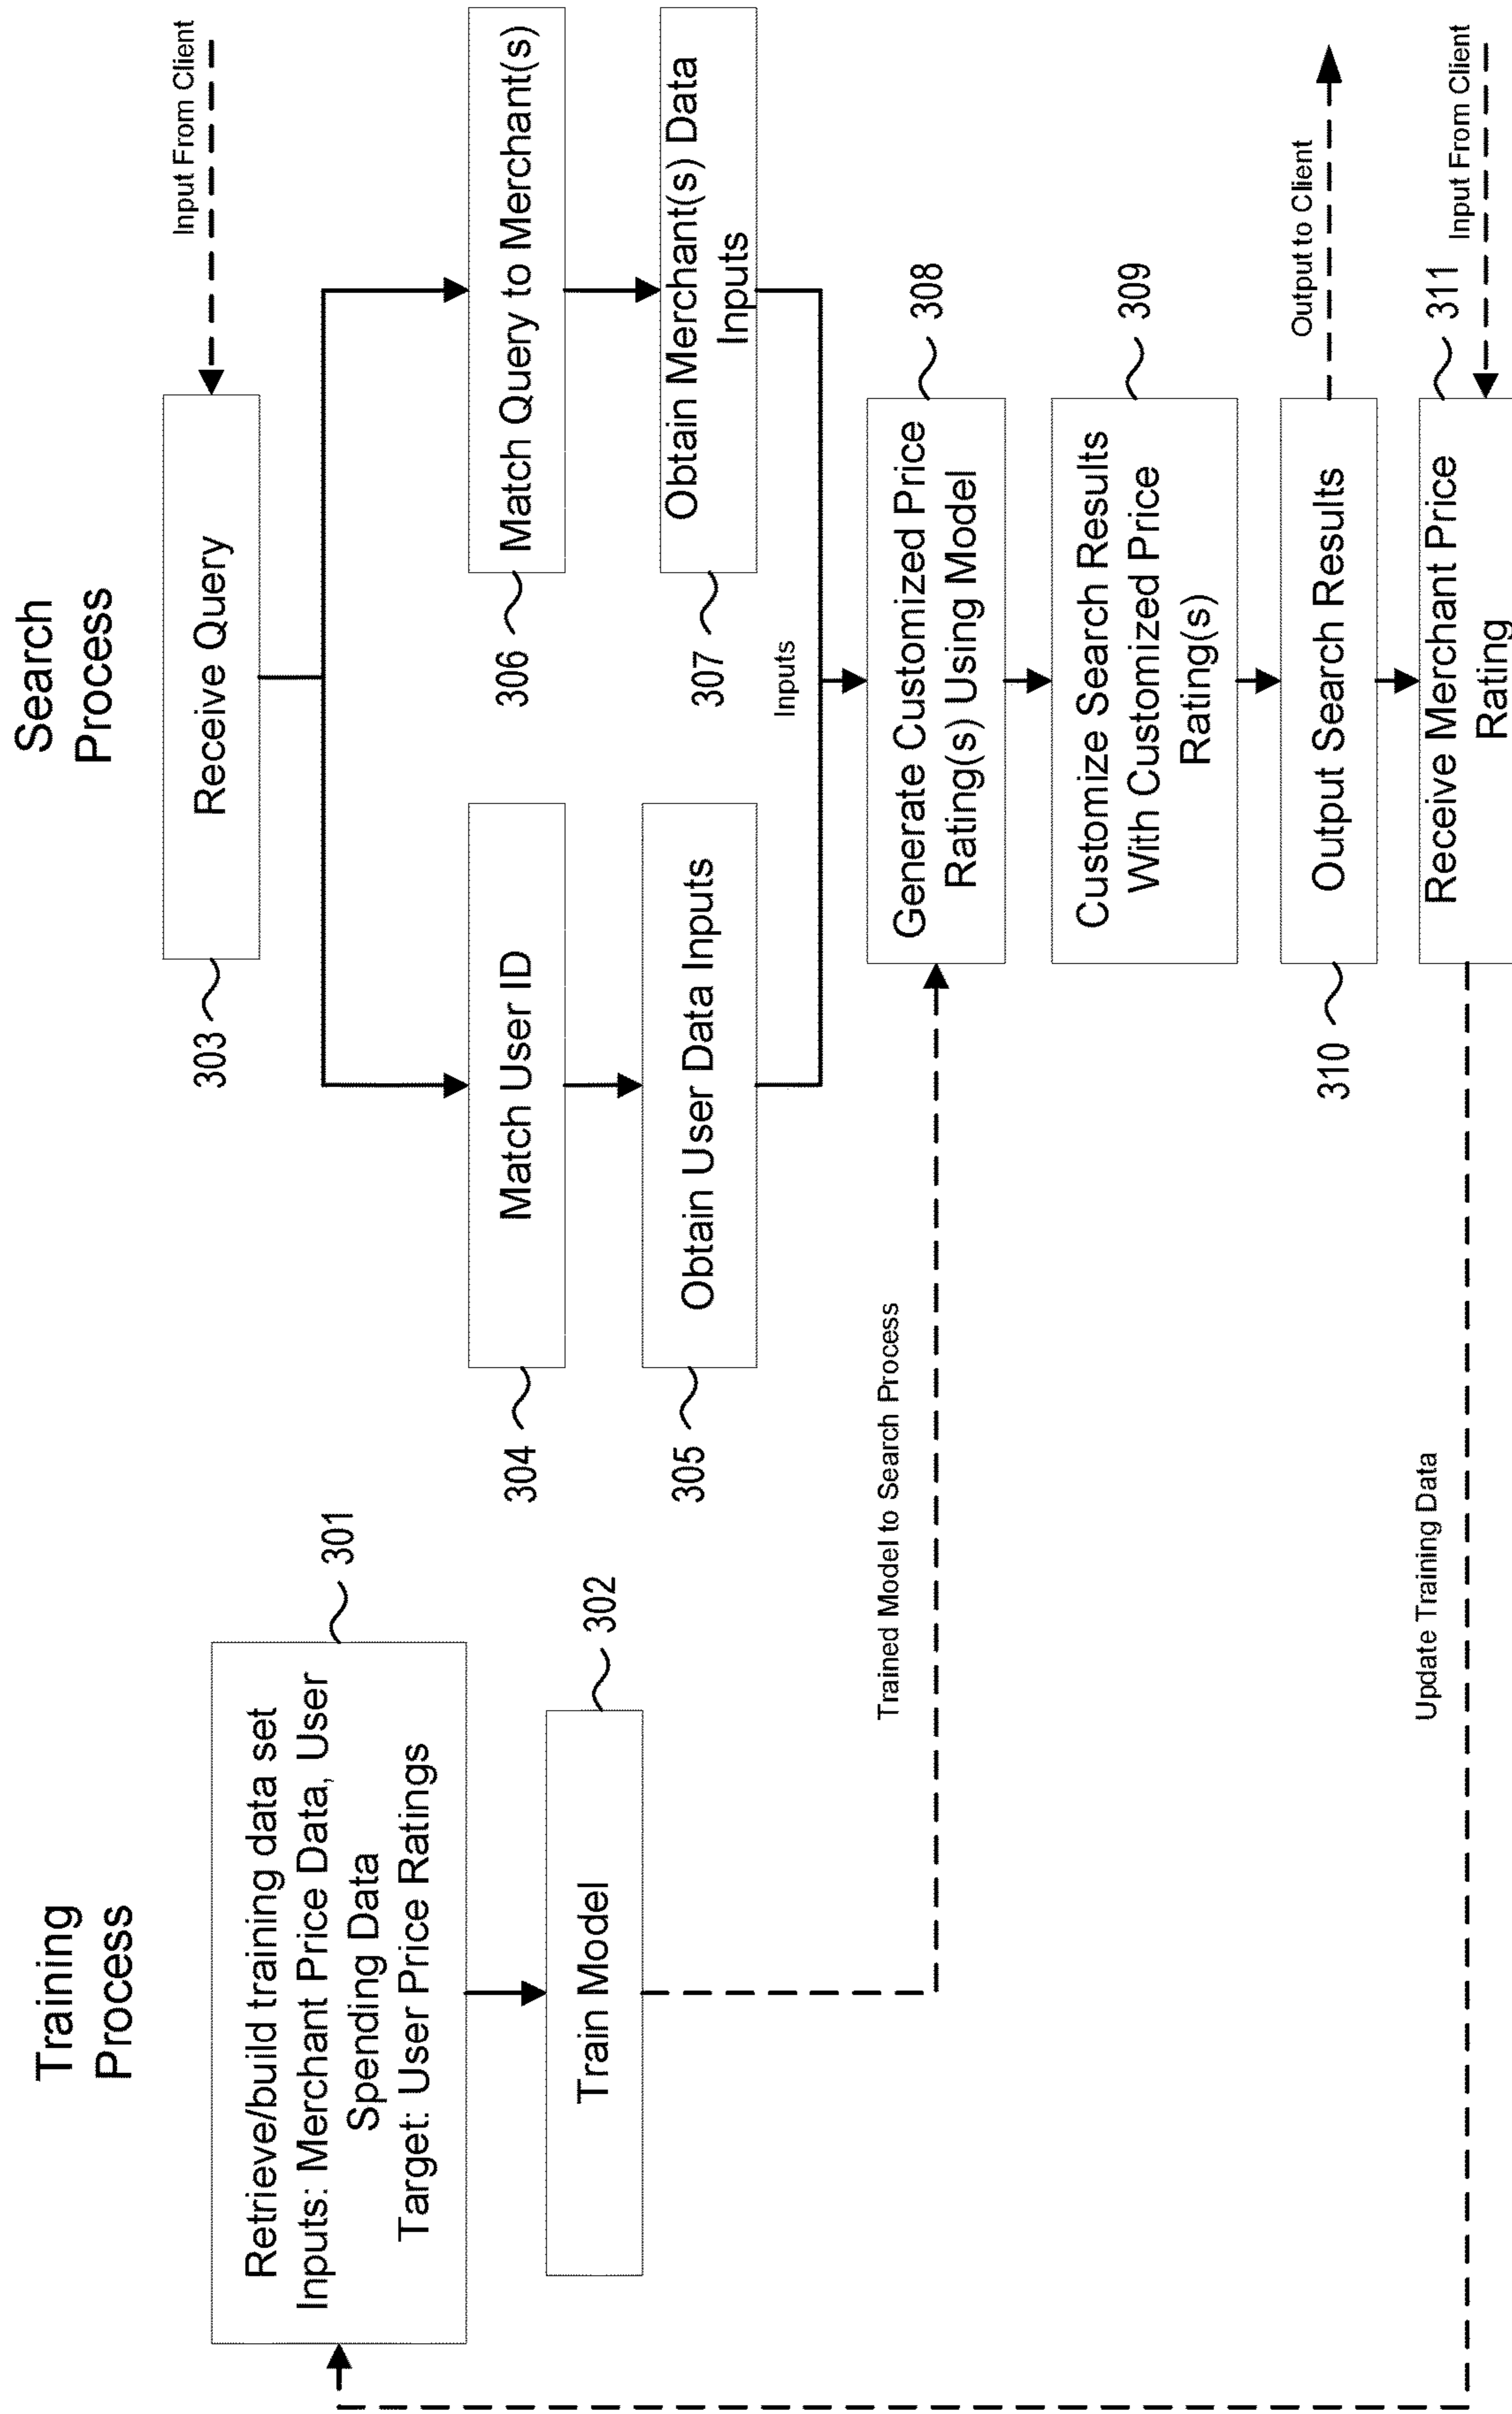 Training
Process
Retrieve/build training data set
Inputs: Merchant Price Data, User
Spending Data
Target: User Price Ratings
301
Train Model
302
Trained Model to Search Process
Update Training Data
Search
Process
Input From Client
Receive Query
303
Match User ID
304
Obtain User Data Inputs
305
Match Query to Merchant(s)
306
Obtain Merchant(s) Data
Inputs
307
Inputs
Generate Customized Price
Rating(s) Using Model
308
Customize Search Results
With Customized Price
Rating(s)
309
Output Search Results
310
Output to Client
Receive Merchant Price
Rating
311
Input From Client